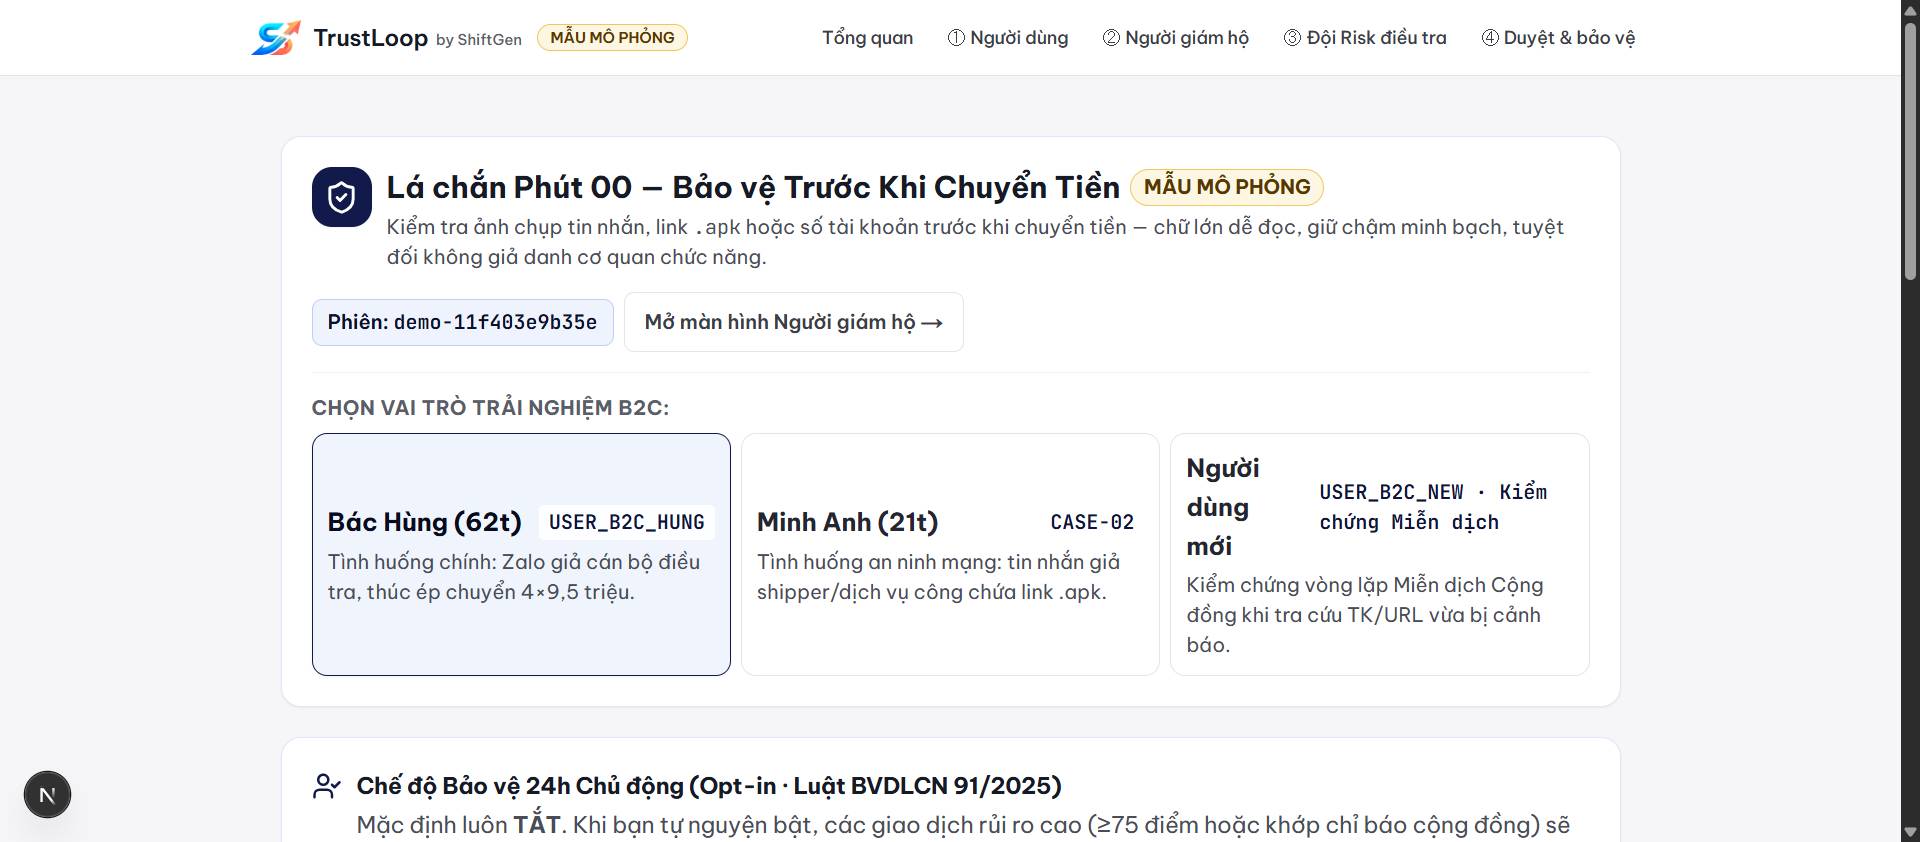 TrustLoop by ShiftGen MẪU MÔ PHỎNG
Tổng quan ① Người dùng ② Người giám hộ ③ Đội Risk điều tra ④ Duyệt & bảo vệ
Lá chắn Phút 00 — Bảo vệ Trước Khi Chuyển Tiền MẪU MÔ PHỎNG
Kiểm tra ảnh chụp tin nhắn, link .apk hoặc số tài khoản trước khi chuyển tiền — chữ lớn dễ đọc, giữ chậm minh bạch, tuyệt
đối không giả danh cơ quan chức năng.
Phiên: demo-11f403e9b35e
Mở màn hình Người giám hộ →
CHỌN VAI TRÒ TRẢI NGHIỆM B2C:
Bác Hùng (62t) USER_B2C_HUNG
Tình huống chính: Zalo giả cán bộ điều
tra, thúc ép chuyển 4×9,5 triệu.
Minh Anh (21t) CASE-02
Tình huống an ninh mạng: tin nhắn giả
shipper/dịch vụ công chứa link .apk.
Người
dùng
mới
USER_B2C_NEW · Kiểm
chứng Miễn dịch
Kiểm chứng vòng lặp Miễn dịch Cộng
đồng khi tra cứu TK/URL vừa bị cảnh
báo.
Chế độ Bảo vệ 24h Chủ động (Opt-in · Luật BVDLCN 91/2025)
Mặc định luôn TẮT. Khi bạn tự nguyện bật, các giao dịch rủi ro cao (≥75 điểm hoặc khớp chỉ báo cộng đồng) sẽ
N